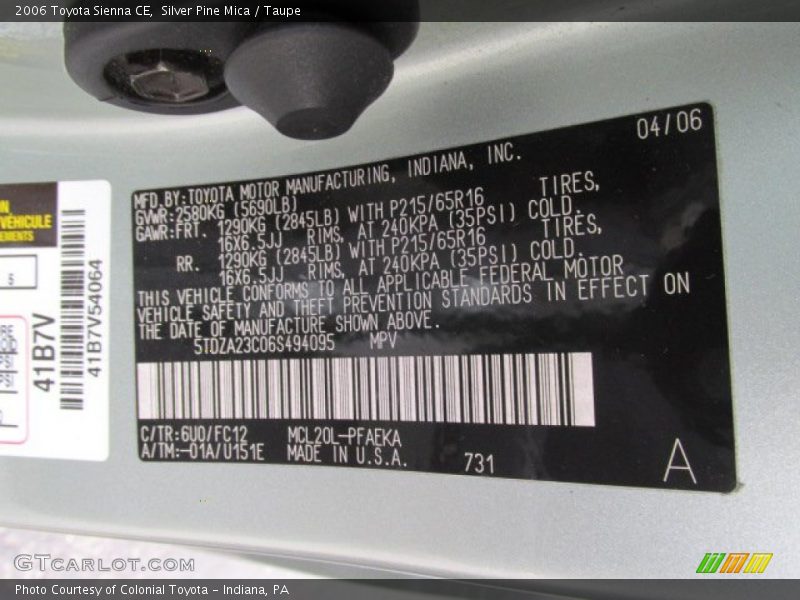 2006 Toyota Sienna CE, Silver Pine Mica / Taupe
04/06
MFD.BY:TOYOTA MOTOR MANUFACTURING, INDIANA, INC.
GVWR:2580KG (5690LB)
GAWR:FRT. 1290KG (2845LB) WITH P215/65R16 TIRES,
16X6.5JJ RIMS, AT 240KPA (35PSI) COLD.
RR. 1290KG (2845LB) WITH P215/65R16 TIRES,
16X6.5JJ RIMS, AT 240KPA (35PSI) COLD.
THIS VEHICLE CONFORMS TO ALL APPLICABLE FEDERAL MOTOR
VEHICLE SAFETY AND THEFT PREVENTION STANDARDS IN EFFECT ON
THE DATE OF MANUFACTURE SHOWN ABOVE.
5TDZA23C06S494095 MPV
C/TR:6U0/FC12 MCL20L-PFAEKA
A/TM:-01A/U151E MADE IN U.S.A. 731
A
VÉHICULE
41B7V
41B7V54064
GTCARLOT.COM
Photo Courtesy of Colonial Toyota - Indiana, PA